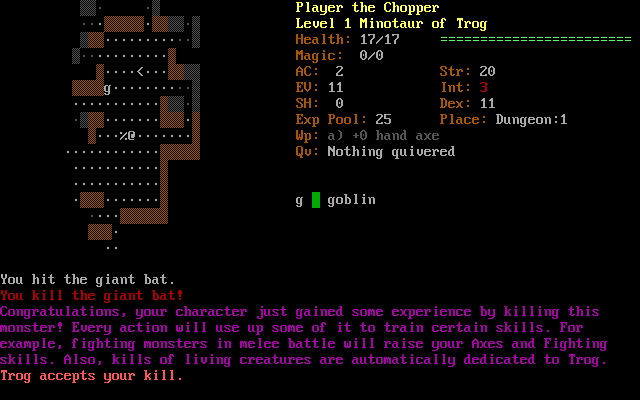 Player the Chopper
Level 1 Minotaur of Trog
Health: 17/17 ========================
Magic: 0/0
AC: 2 Str: 20
EV: 11 Int: 3
SH: 0 Dex: 11
Exp Pool: 25 Place: Dungeon:1
Wp: a) +0 hand axe
Qv: Nothing quivered
g goblin
You hit the giant bat.
You kill the giant bat!
Congratulations, your character just gained some experience by killing this
monster! Every action will use up some of it to train certain skills. For
example, fighting monsters in melee battle will raise your Axes and Fighting
skills. Also, kills of living creatures are automatically dedicated to Trog.
Trog accepts your kill.